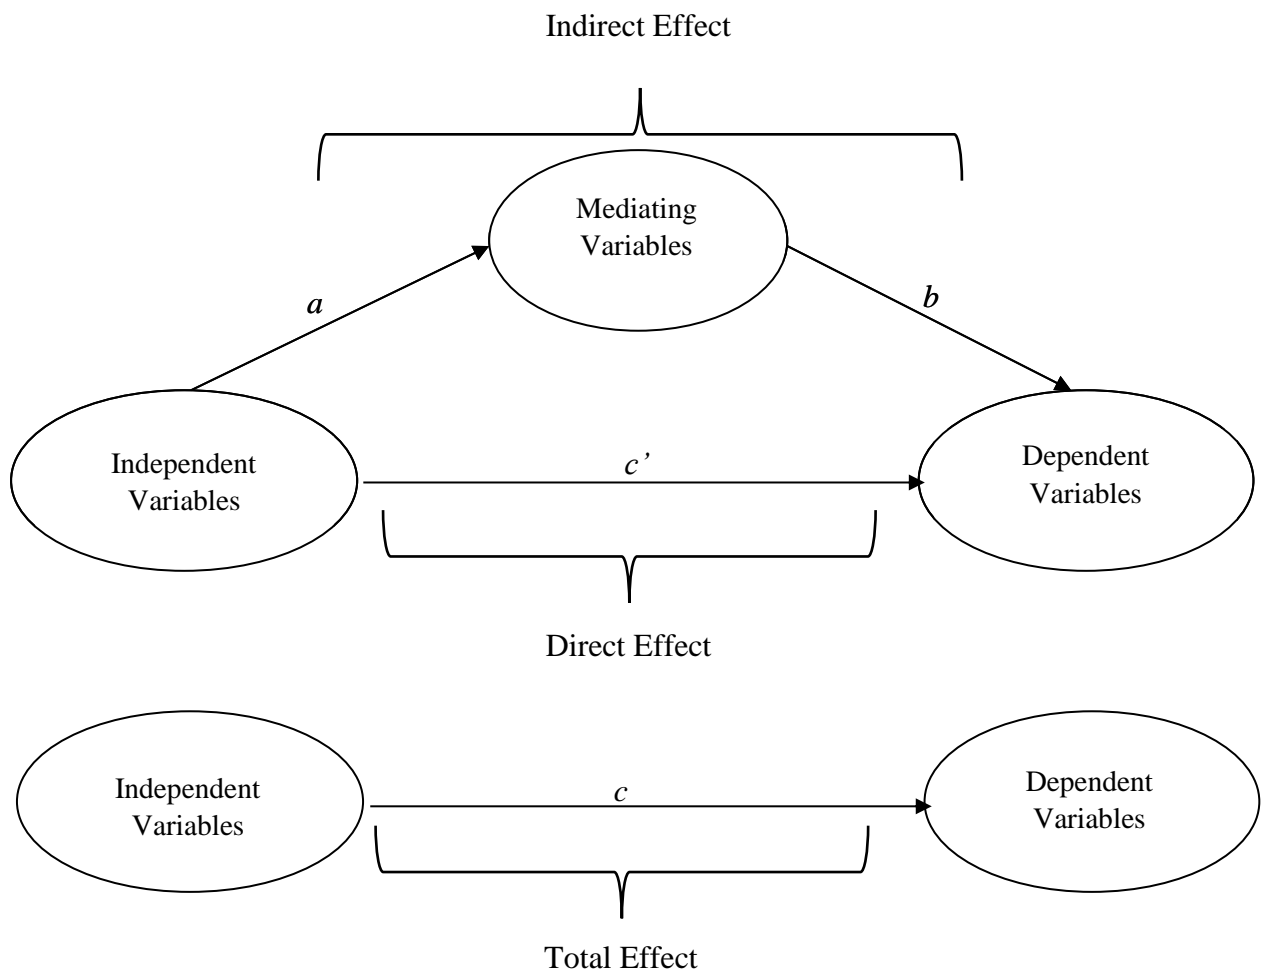 Indirect Effect
Mediating
Variables
a
b
Independent
Variables
c’
Dependent
Variables
Direct Effect
Independent
Variables
c
Dependent
Variables
Total Effect